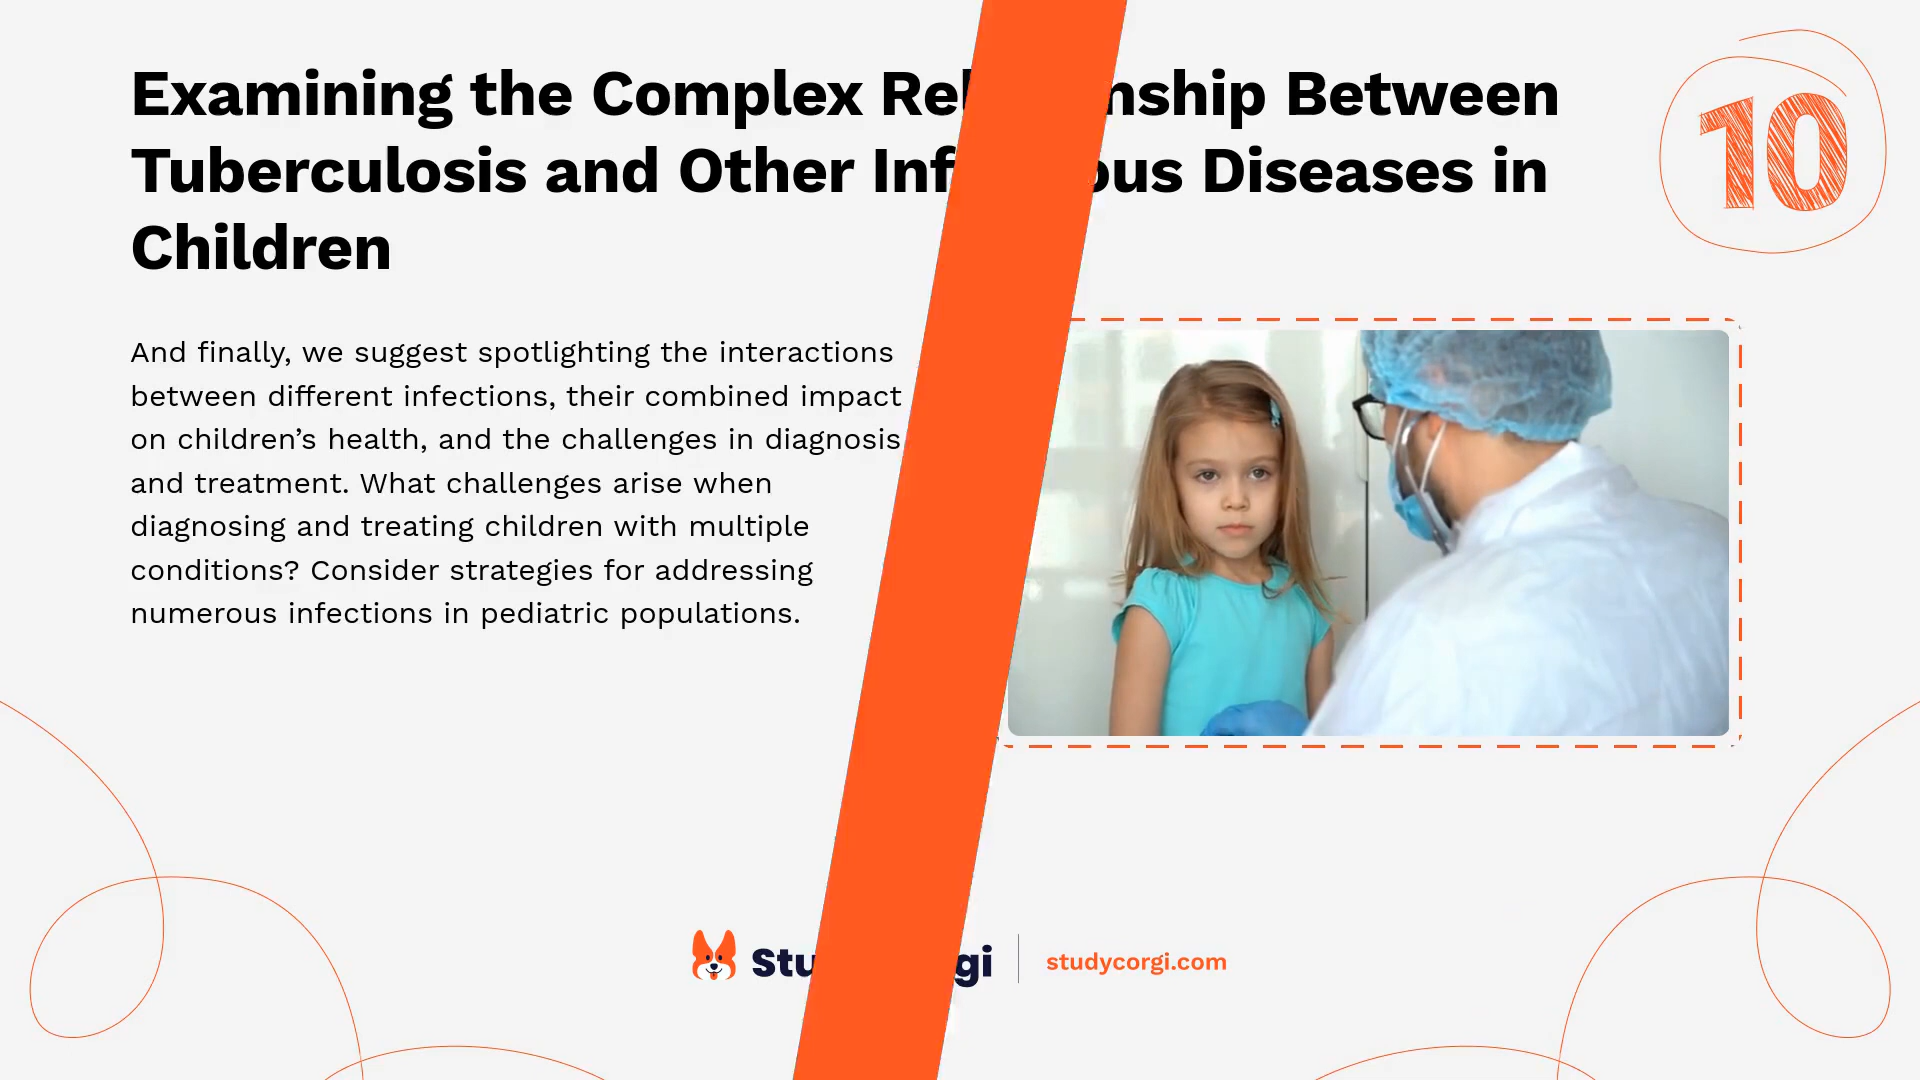 Examining the Complex Rel nship Between
Tuberculosis and Other Inf ous Diseases in
Children
10
And finally, we suggest spotlighting the interactions
between different infections, their combined impact
on children’s health, and the challenges in diagnosis
and treatment. What challenges arise when
diagnosing and treating children with multiple
conditions? Consider strategies for addressing
numerous infections in pediatric populations.
Stu gi
studycorgi.com